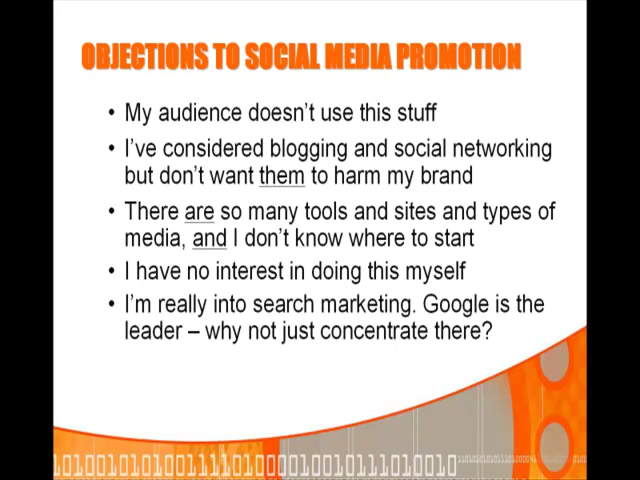 OBJECTIONS TO SOCIAL MEDIA PROMOTION
• My audience doesn't use this stuff
• I've considered blogging and social networking
but don't want them to harm my brand
• There are so many tools and sites and types of
media, and I don't know where to start
• I have no interest in doing this myself
• I'm really into search marketing. Google is the
leader – why not just concentrate there?